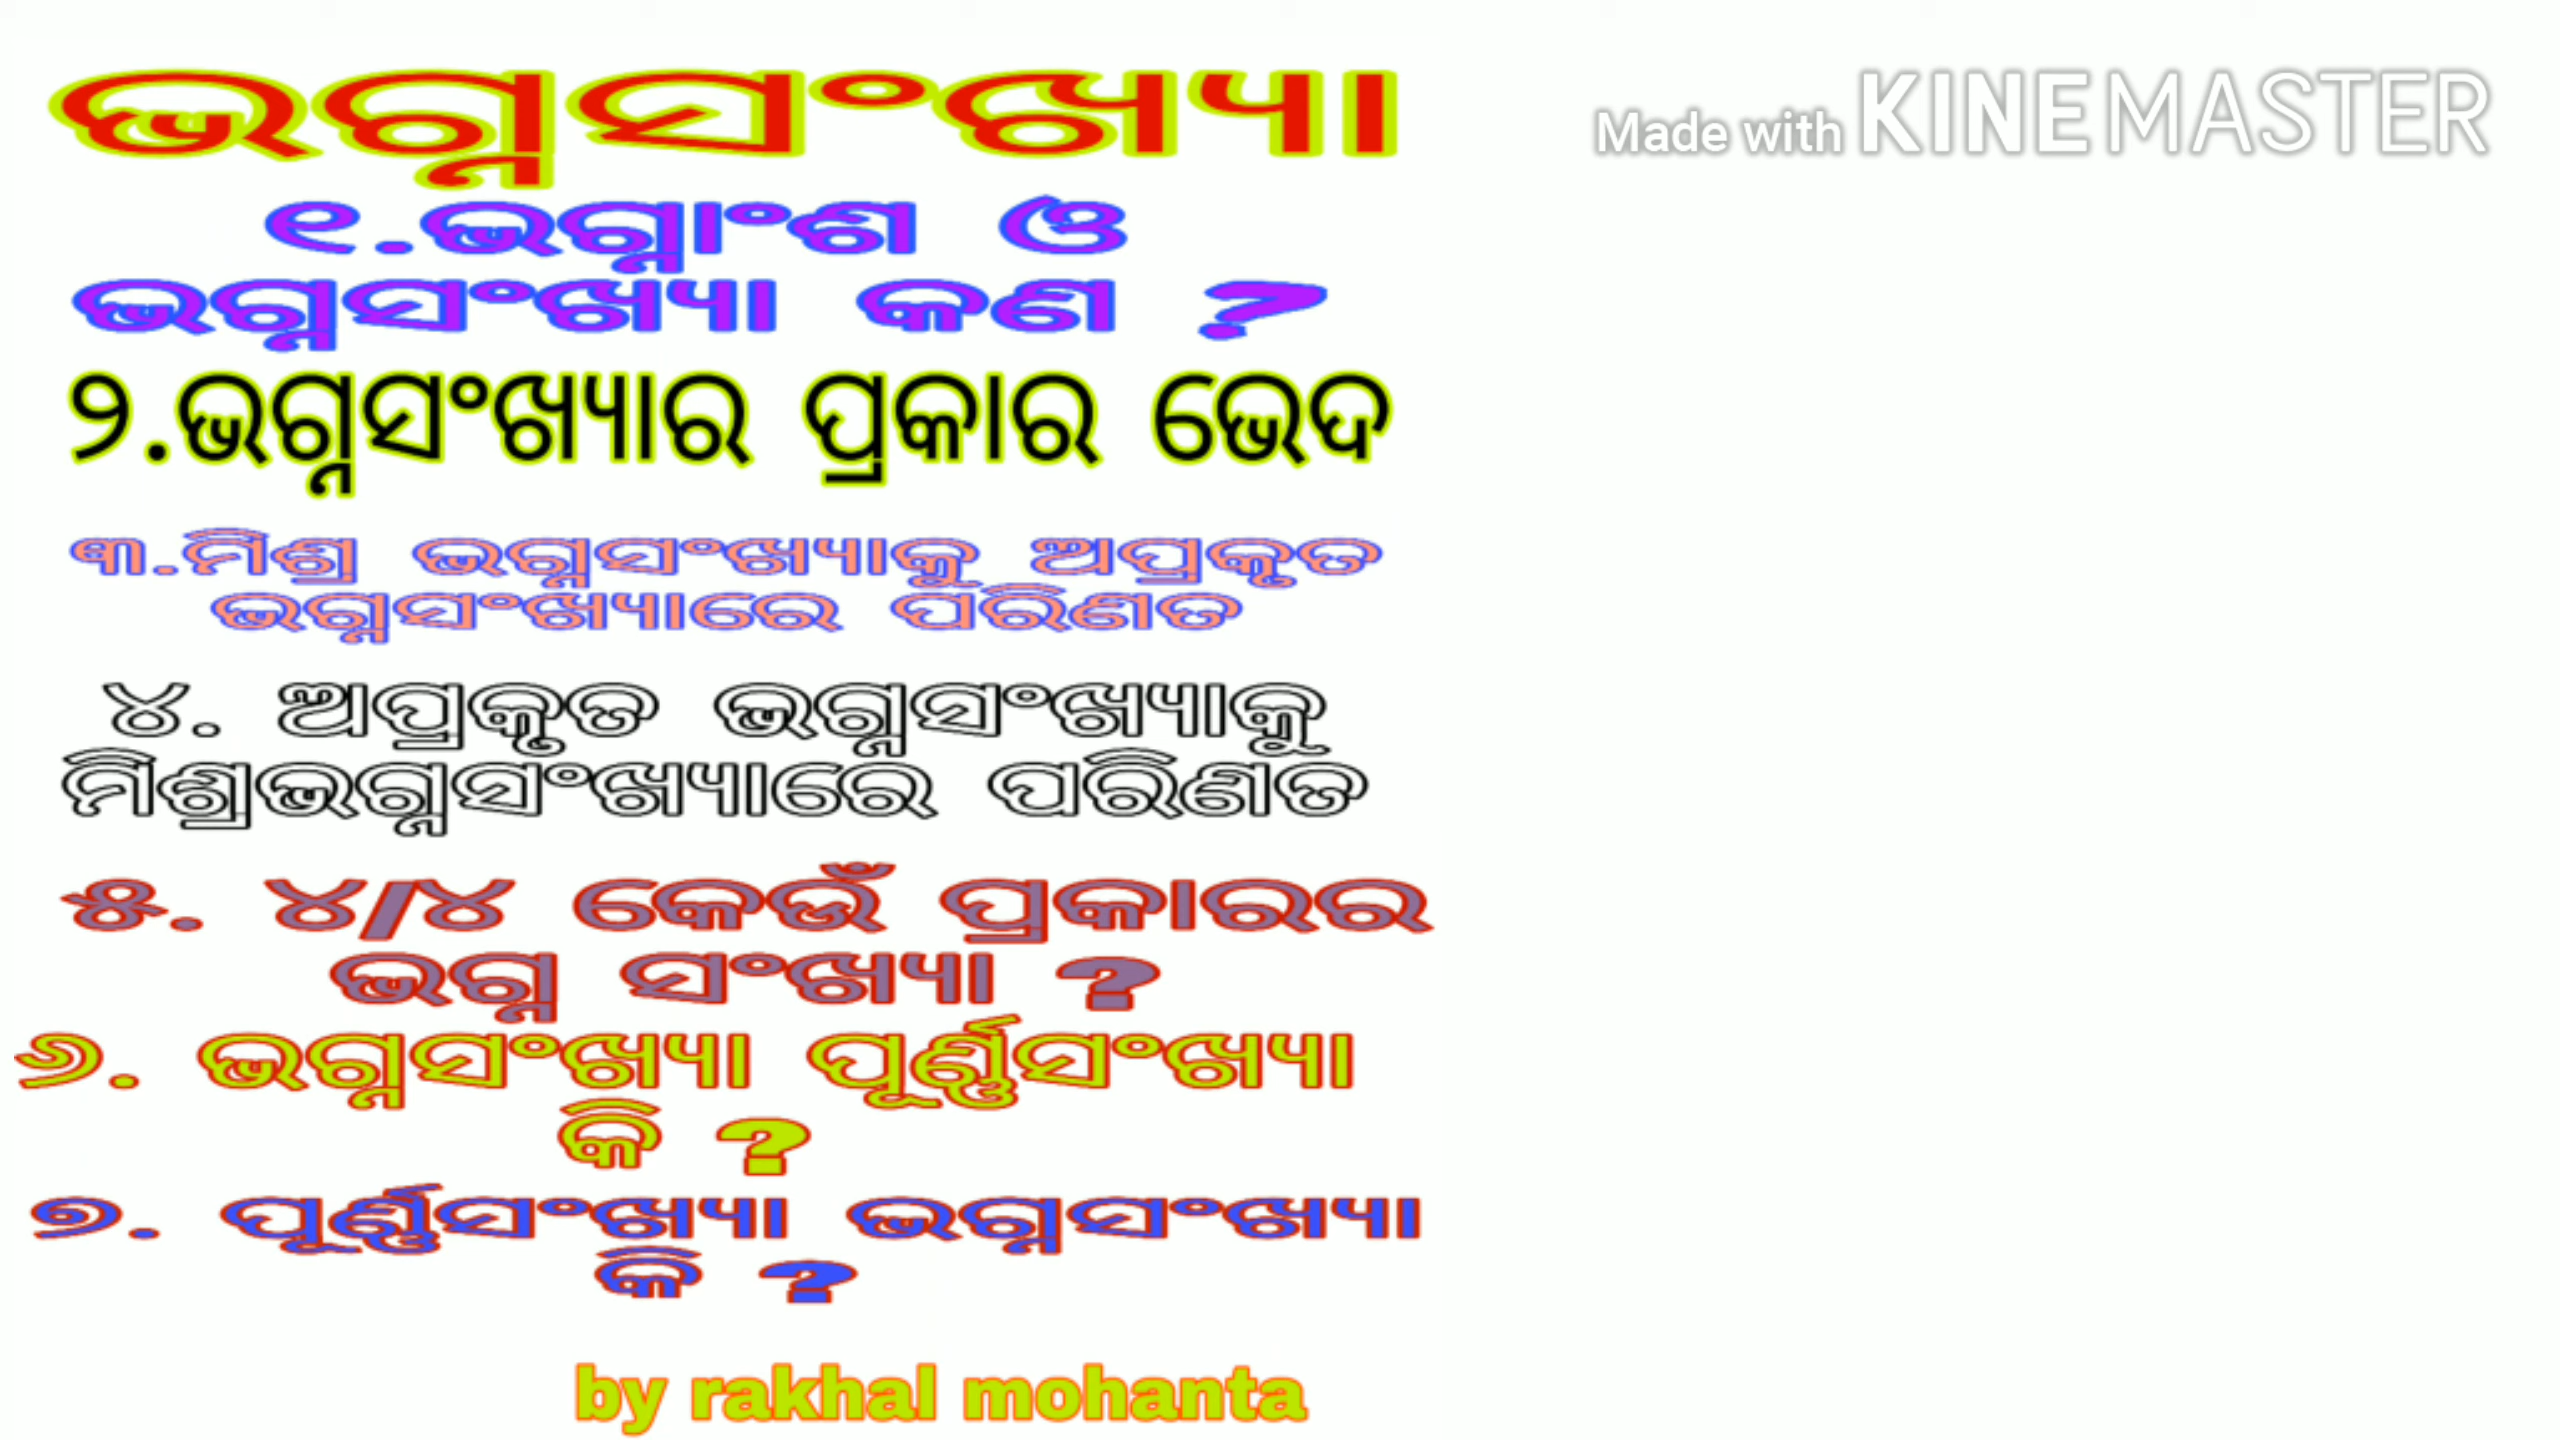 ଭଗ୍ନସଂଖ୍ୟା
Made with KINEMASTER
୧.ଭଗ୍ନାଂଶ ଓ
ଭଗ୍ନସଂଖ୍ୟା କଣ ?
୨.ଭଗ୍ନସଂଖ୍ୟାର ପ୍ରକାର ଭେଦ
୩.ମିଶ୍ର ଭଗ୍ନସଂଖ୍ୟାକୁ ଅପ୍ରକୃତ
ଭଗ୍ନସଂଖ୍ୟାରେ ପରିଣତ
୪. ଅପ୍ରକୃତ ଭଗ୍ନସଂଖ୍ୟାକୁ
ମିଶ୍ରଭଗ୍ନସଂଖ୍ୟାରେ ପରିଣତ
୫. ୪/୪ କେଉଁ ପ୍ରକାରର
ଭଗ୍ନ ସଂଖ୍ୟା ?
୬. ଭଗ୍ନସଂଖ୍ୟା ପୂର୍ଣ୍ଣସଂଖ୍ୟା
କି ?
୭. ପୂର୍ଣ୍ଣସଂଖ୍ୟା ଭଗ୍ନସଂଖ୍ୟା
କି ?
by rakhal mohanta